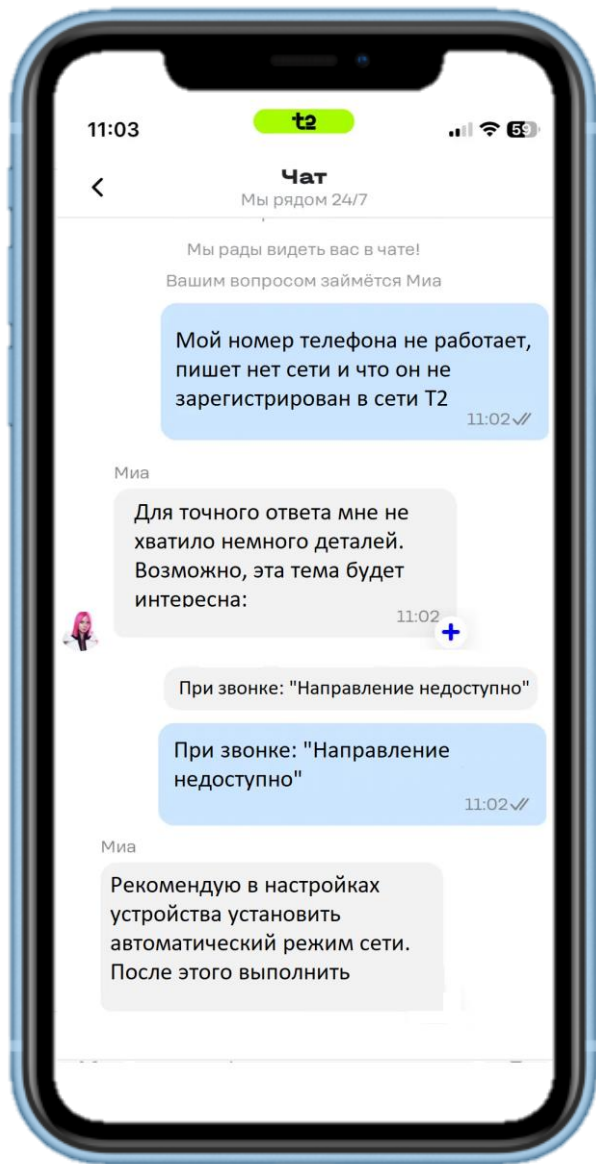 11:03
t2
59
Чат
Мы рядом 24/7
Мы рады видеть вас в чате!
Вашим вопросом займётся Миа
Мой номер телефона не работает,
пишет нет сети и что он не
зарегистрирован в сети Т2
11:02
Миа
Для точного ответа мне не
хватило немного деталей.
Возможно, эта тема будет
интересна:
11:02
При звонке: "Направление недоступно"
При звонке: "Направление
недоступно"
11:02
Миа
Рекомендую в настройках
устройства установить
автоматический режим сети.
После этого выполнить